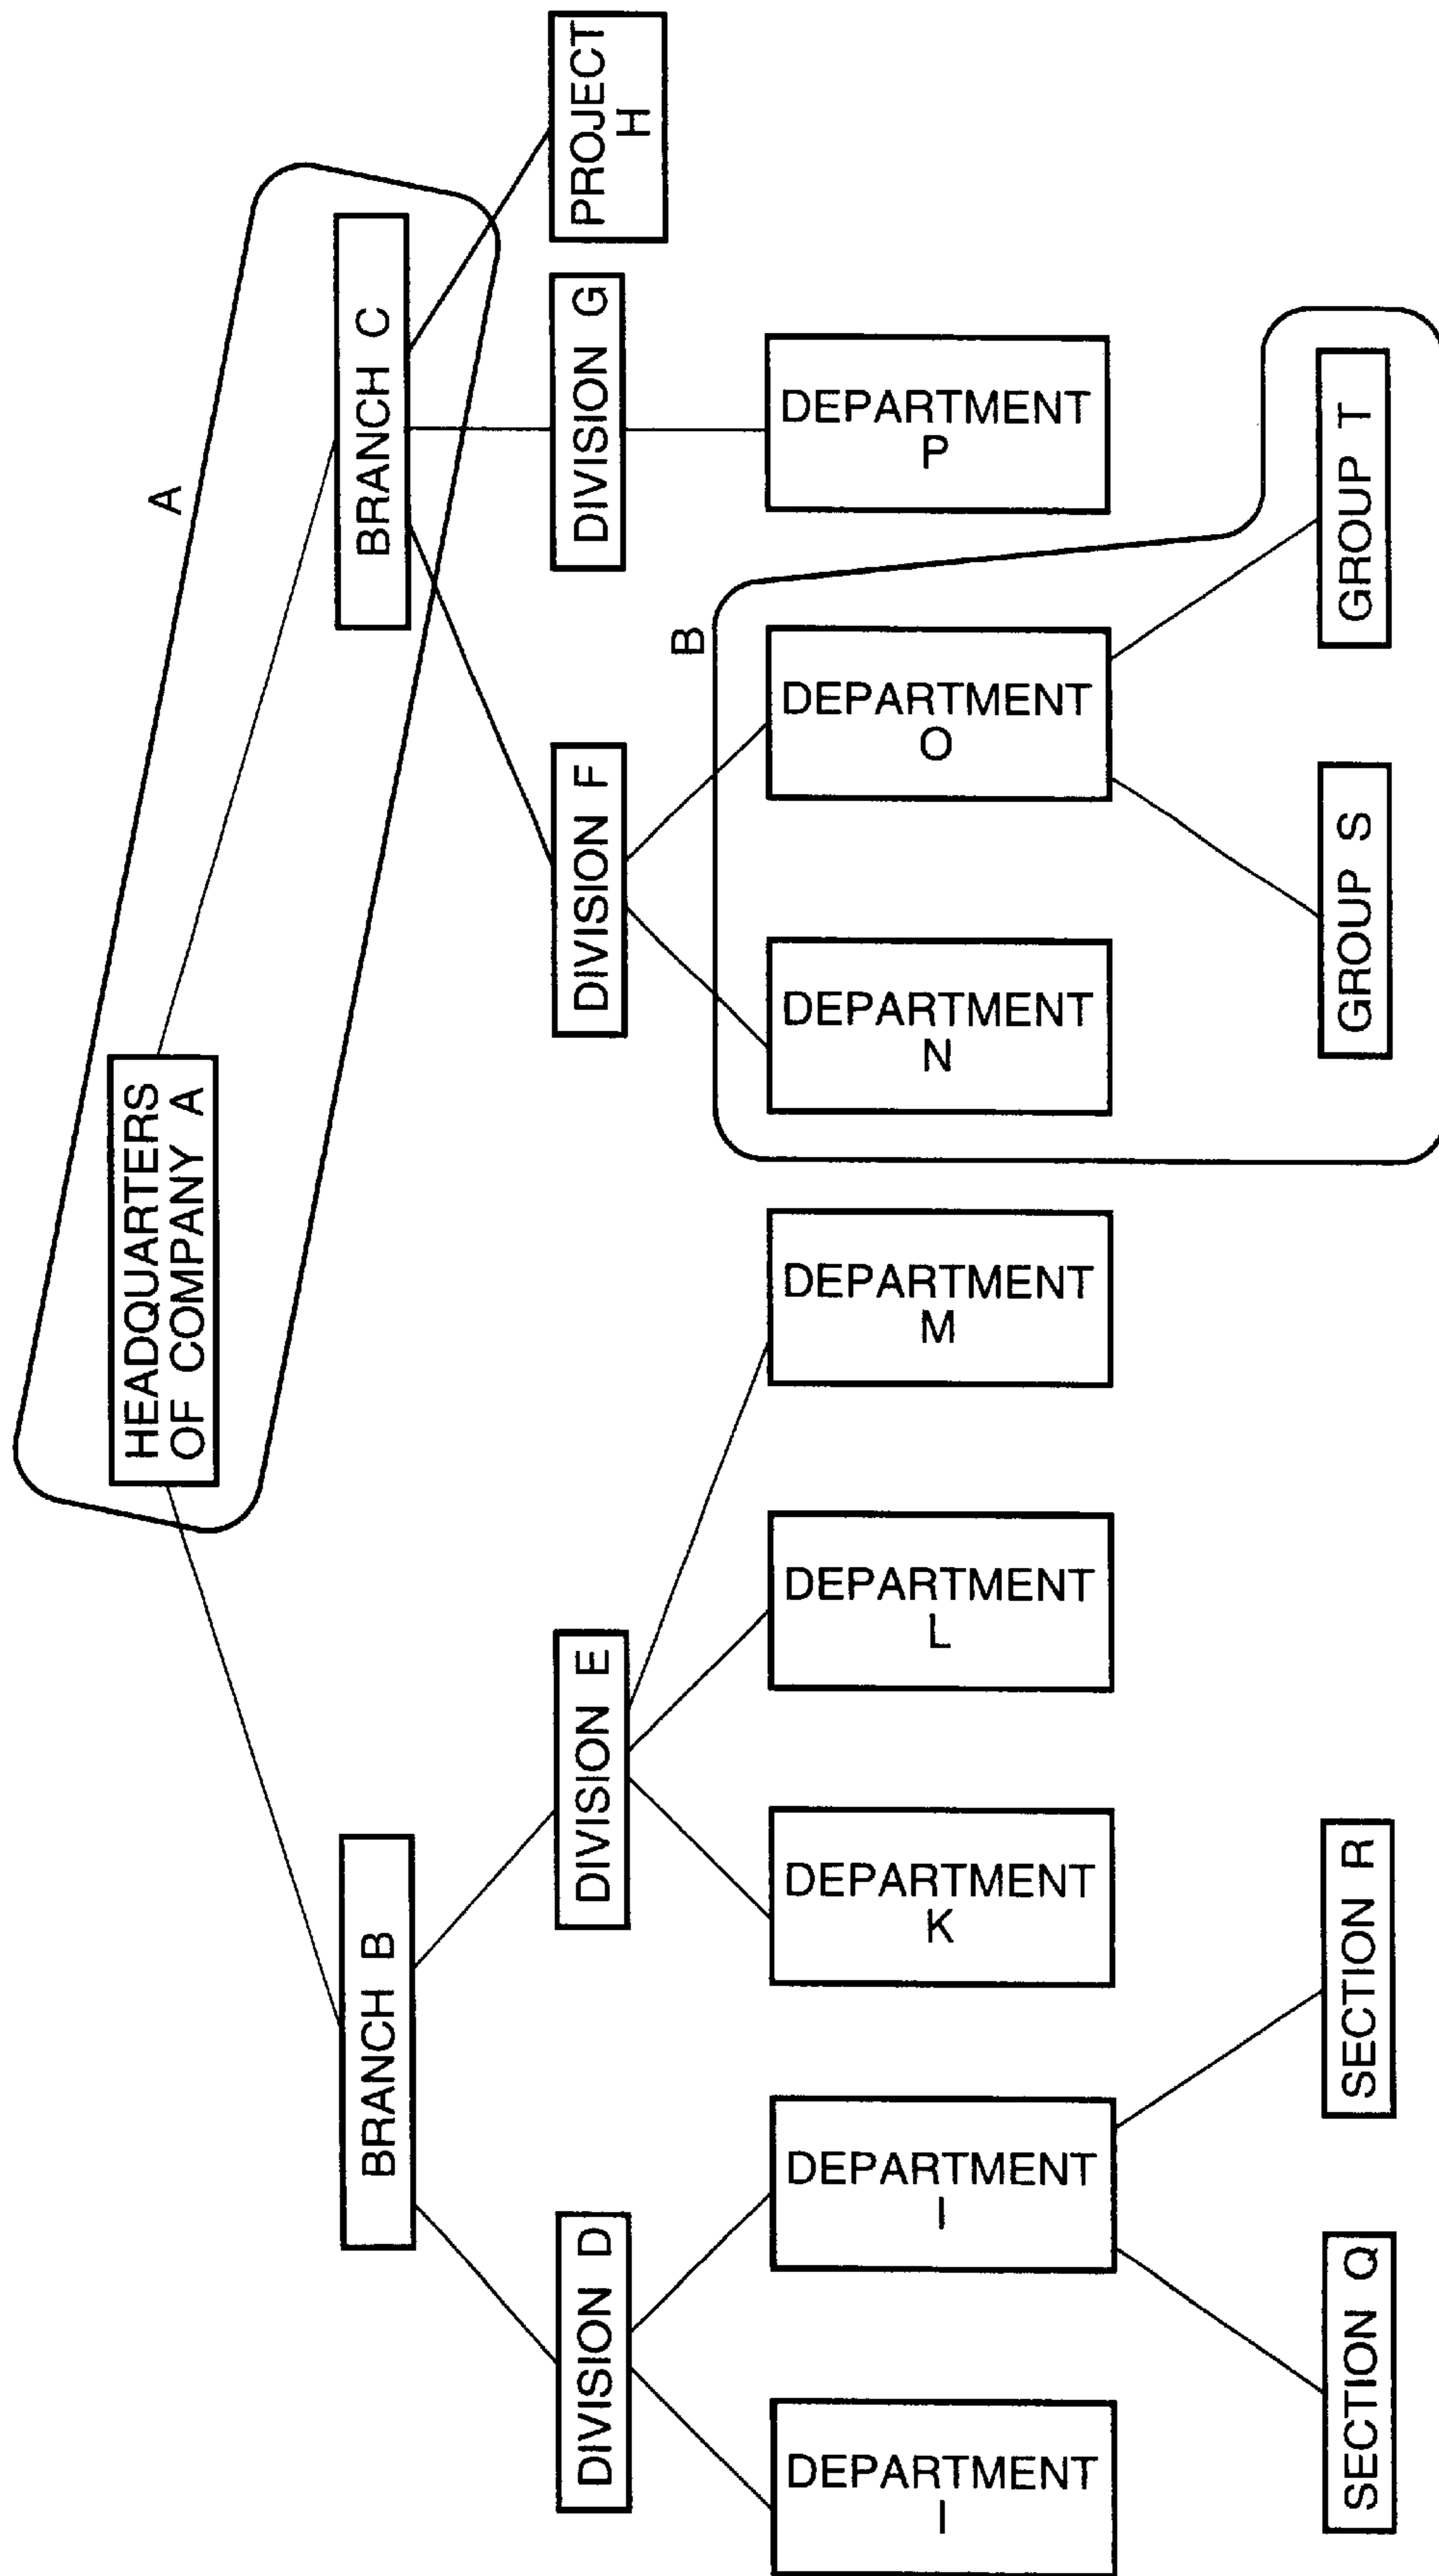 A
HEADQUARTERS
OF COMPANY A
BRANCH B
BRANCH C
DIVISION D
DIVISION E
DIVISION F
DIVISION G
PROJECT
H
B
DEPARTMENT
I
DEPARTMENT
I
DEPARTMENT
K
DEPARTMENT
L
DEPARTMENT
M
DEPARTMENT
N
DEPARTMENT
O
DEPARTMENT
P
SECTION Q
SECTION R
GROUP S
GROUP T